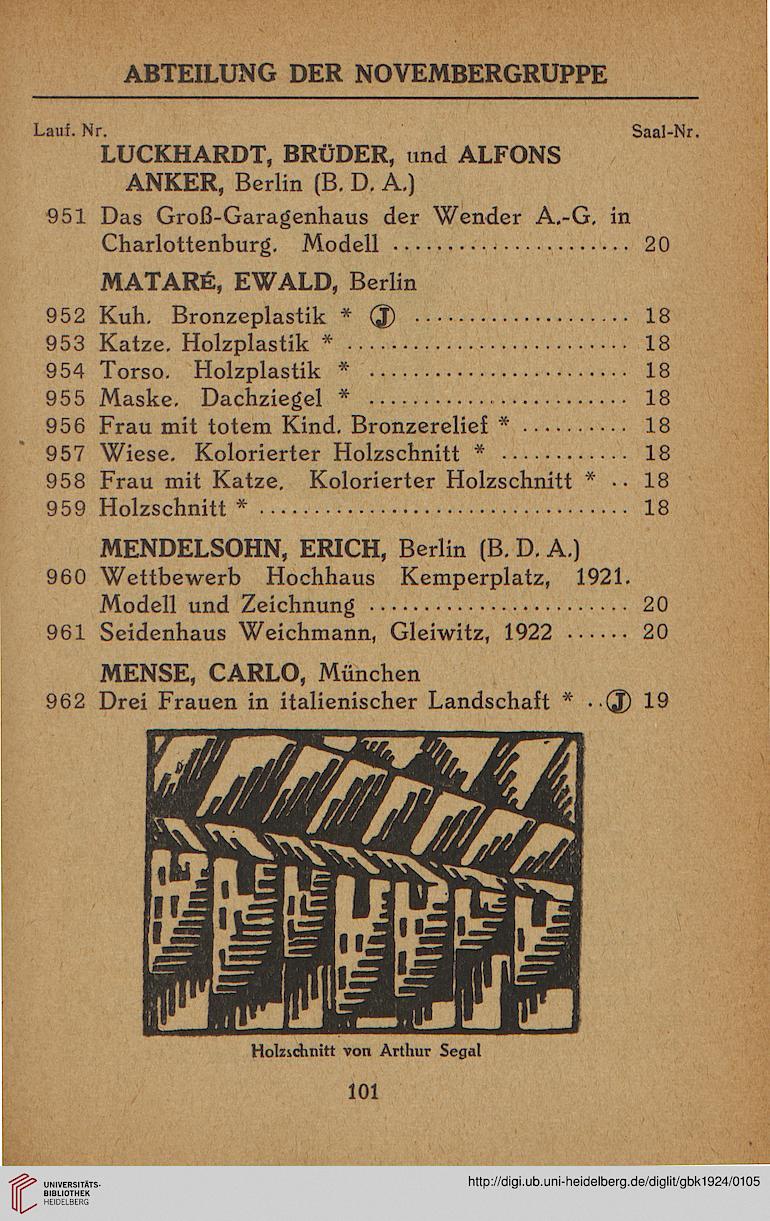 ABTEILUNG DER NOVEMBERGRUPPE
Lauf. Nr. Saal-Nr.
LUCKHARDT, BRÜDER, und ALFONS
ANKER, Berlin (B. D. A.)
951 Das Groß-Garagenhaus der Wender A.-G. in
Charlottenburg. Modell ...................... 20
MATARÉ, EWALD, Berlin
952 Kuh. Bronzeplastik * Ⓙ .................... 18
953 Katze. Holzplastik * .......................... 18
954 Torso. Holzplastik * ........................ 18
955 Maske. Dachziegel * ........................ 18
956 Frau mit totem Kind. Bronzerelief * .......... 18
957 Wiese. Kolorierter Holzschnitt * ............ 18
958 Frau mit Katze. Kolorierter Holzschnitt * .. 18
959 Holzschnitt * .................................. 18
MENDELSOHN, ERICH, Berlin (B. D. A.)
960 Wettbewerb Hochhaus Kemperplatz, 1921.
Modell und Zeichnung ........................ 20
961 Seidenhaus Weichmann, Gleiwitz, 1922 ...... 20
MENSE, CARLO, München
962 Drei Frauen in italienischer Landschaft * ..Ⓙ 19
Holzschnitt von Arthur Segal
101
UNIVERSITÄTS-
BIBLIOTHEK
HEIDELBERG
http://digi.ub.uni-heidelberg.de/diglit/gbk1924/0105